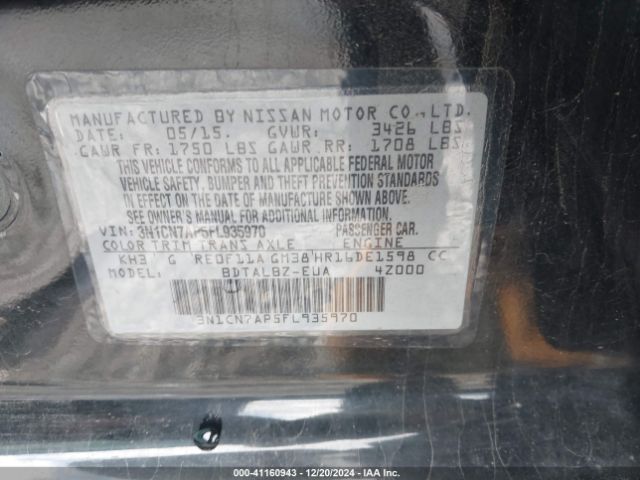 MANUFACTURED BY NISSAN MOTOR CO., LTD.
DATE: 05/15. GVWR: 3426 LBS
GAWR FR: 1750 LBS GAWR RR: 1708 LBS
THIS VEHICLE CONFORMS TO ALL APPLICABLE FEDERAL MOTOR
VEHICLE SAFETY, BUMPER AND THEFT PREVENTION STANDARDS
IN EFFECT ON THE DATE OF MANUFACTURE SHOWN ABOVE.
SEE OWNER'S MANUAL FOR ADDITIONAL INFORMATION.
VIN: 3N1CN7AP5FL935970 PASSENGER CAR.
COLOR TRIM TRANS AXLE ENGINE
KH3 G RE0F11A GM38 HR16DE1598 CC
BDTALBZ-EUA 4Z000
3N1CN7AP5FL935970
000-41160943 • 12/20/2024 • IAA Inc.